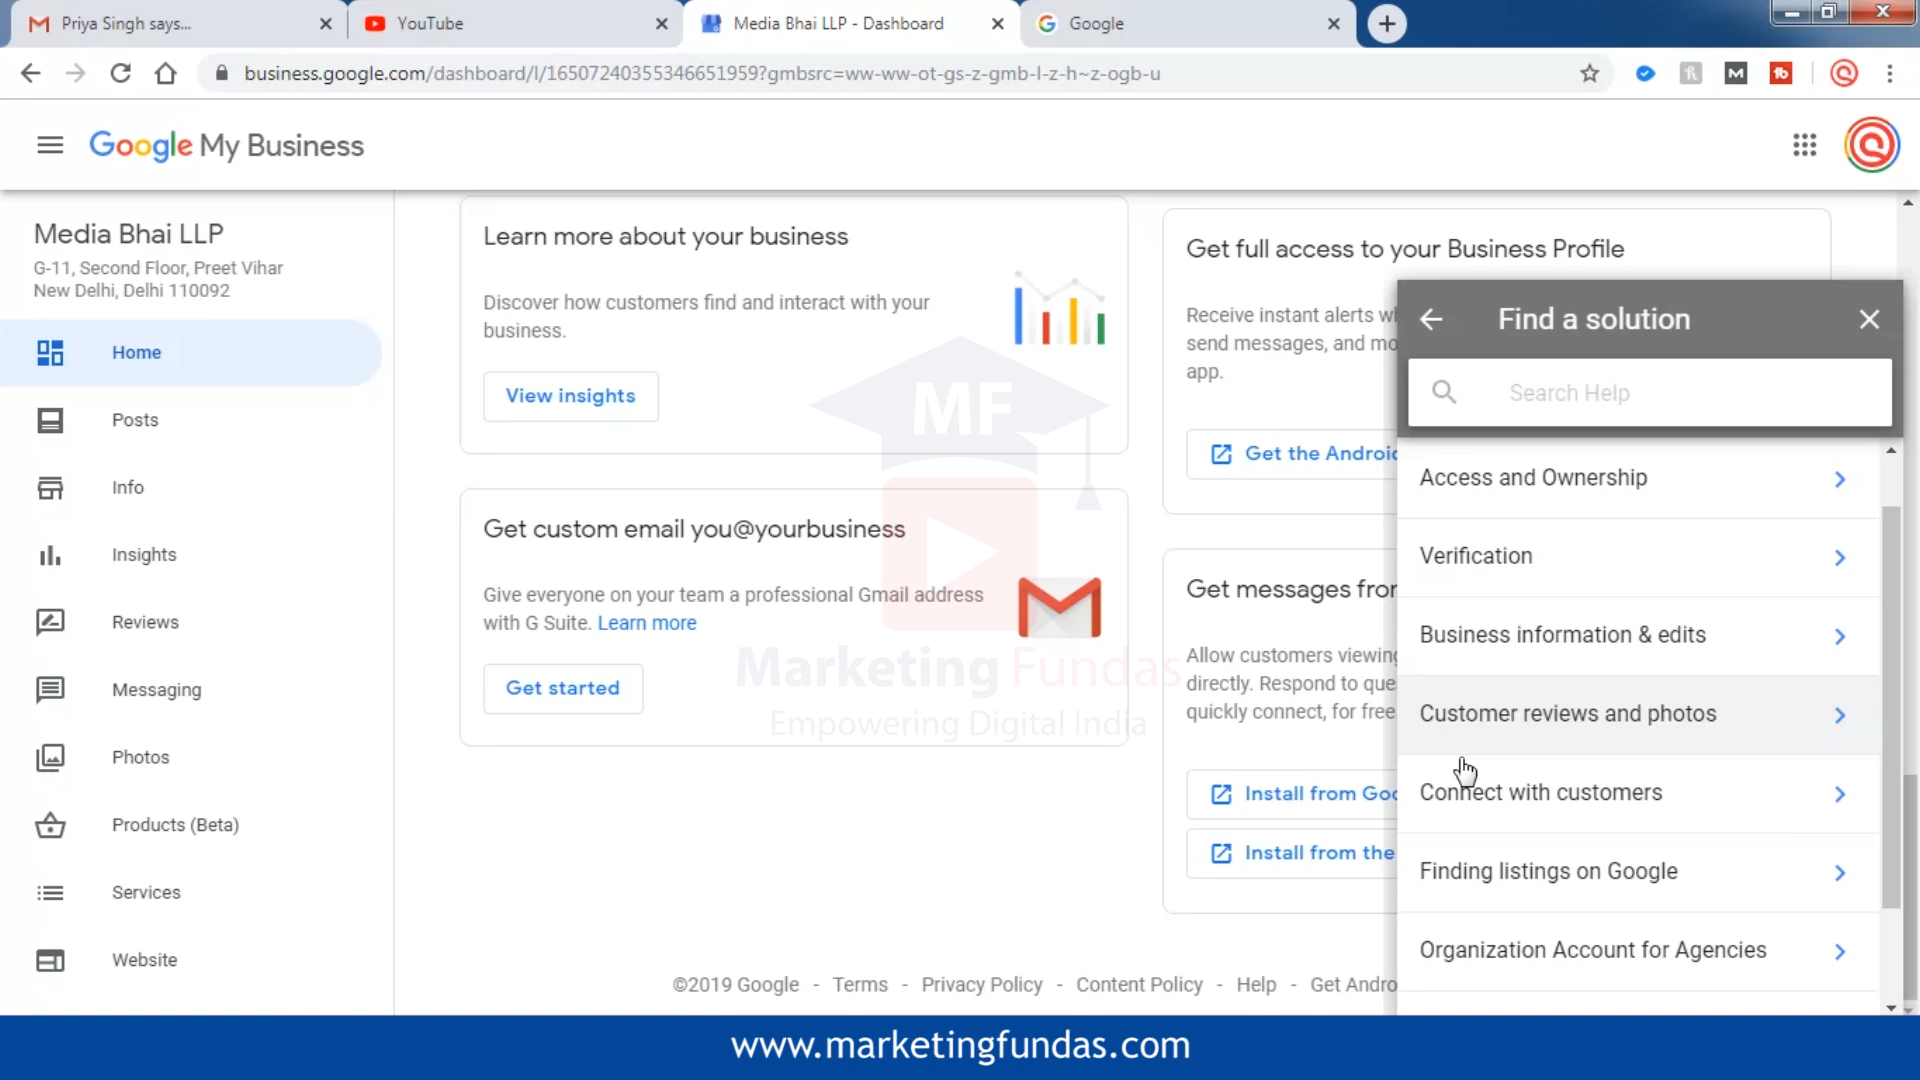 Priya Singh says...
YouTube
Media Bhai LLP - Dashboard
Google
business.google.com/dashboard/l/16507240355346651959?gmbsrc=ww-ww-ot-gs-z-gmb-l-z-h~z-ogb-u
Google My Business
Media Bhai LLP
G-11, Second Floor, Preet Vihar
New Delhi, Delhi 110092
Home
Posts
Info
Insights
Reviews
Messaging
Photos
Products (Beta)
Services
Website
Learn more about your business
Discover how customers find and interact with your
business.
View insights
Get custom email you@yourbusiness
Give everyone on your team a professional Gmail address
with G Suite. Learn more
Get started
MF
Marketing Fundas
Empowering Digital India
Get full access to your Business Profile
Receive instant alerts
send messages, and
app.
Get the
Get messages
Allow customers
directly. Respond to
quickly connect, for free
Install from
Install from the
Find a solution
Search Help
Access and Ownership
Verification
Business information & edits
Customer reviews and photos
Connect with customers
Finding listings on Google
Organization Account for Agencies
©2019 Google - Terms - Privacy Policy - Content Policy - Help - Get
www.marketingfundas.com